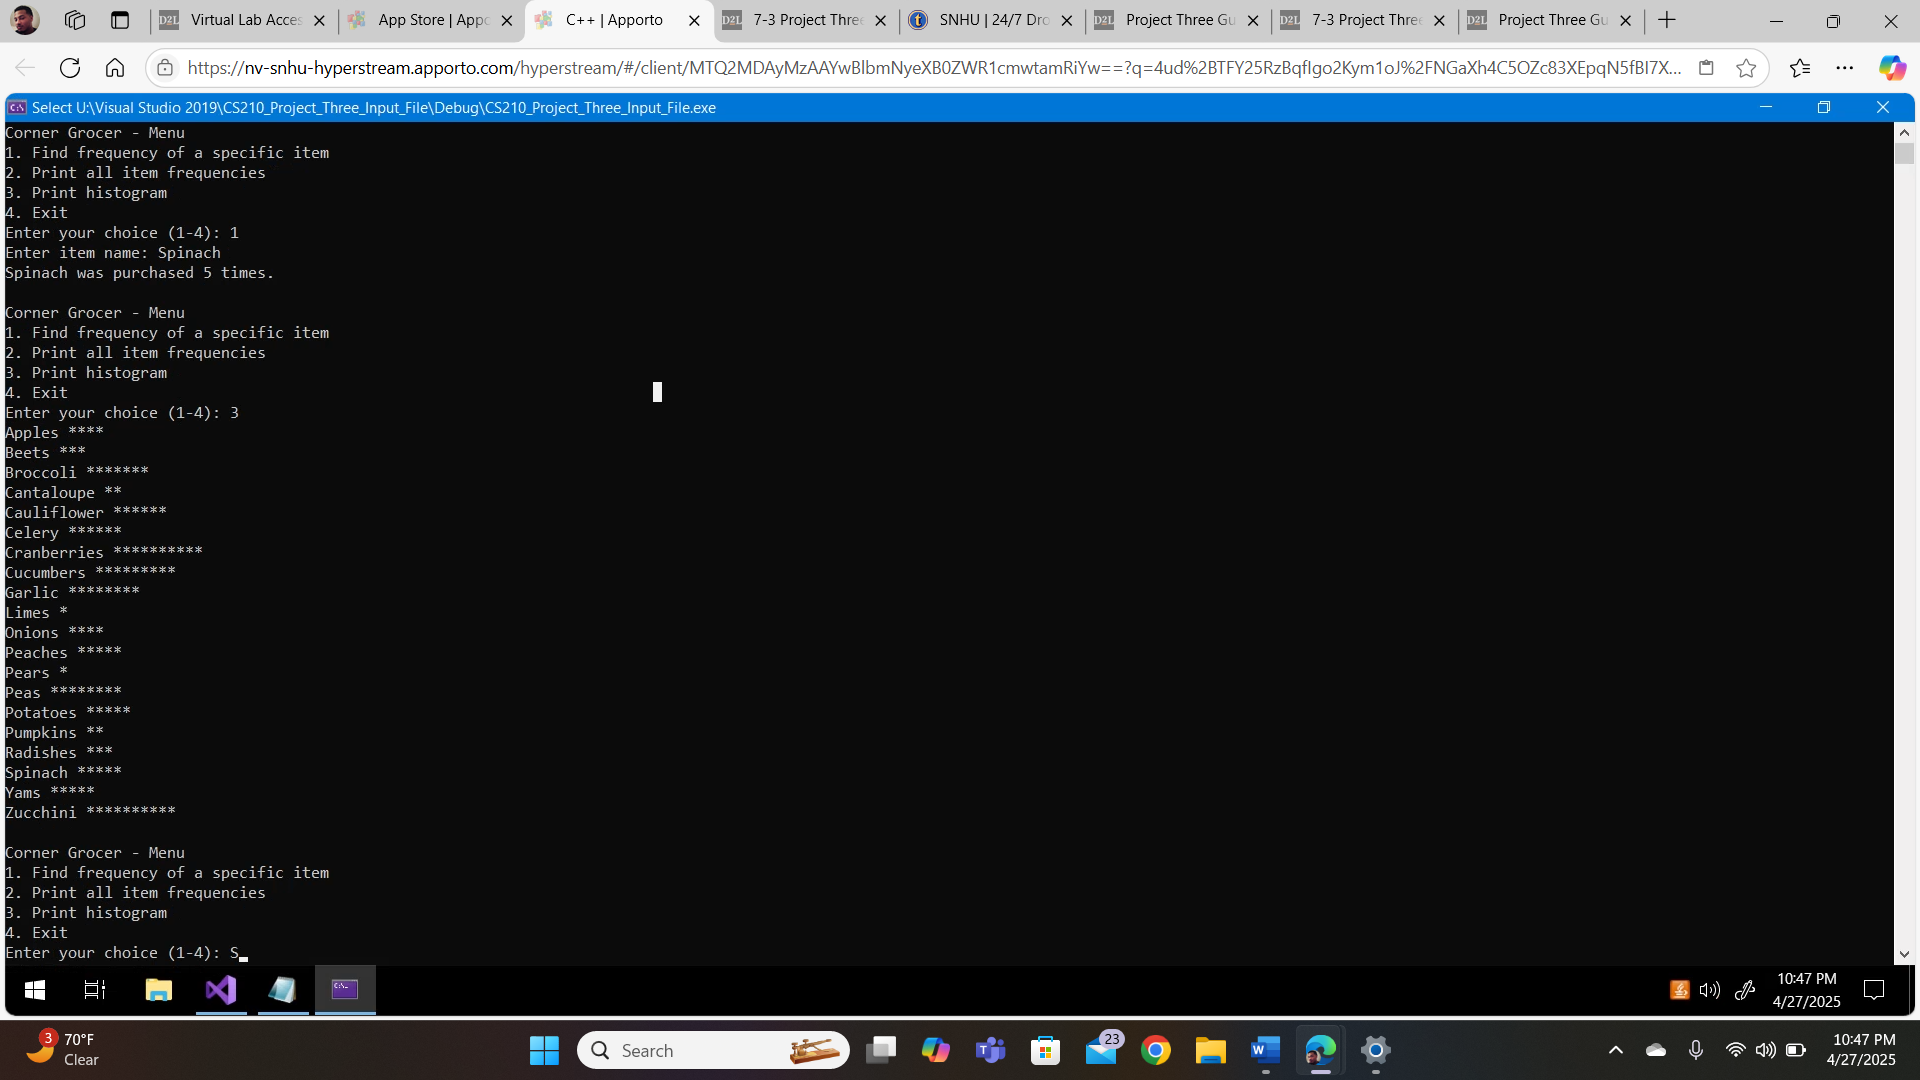 Virtual Lab Acces
App Store | Appo
C++ | Apporto
7-3 Project Three
SNHU | 24/7 Dro
Project Three Gu
7-3 Project Three
Project Three Gu
https://nv-snhu-hyperstream.apporto.com/hyperstream/#/client/MTQ2MDAyMzAAYwBlbmNyeXB0ZWR1cmwtamRiYw==?q=4ud%2BTFY25RzBqfIgo2Kym1oJ%2FNGaXh4C5OZc83XEpqN5fBI7X...
Select U:\Visual Studio 2019\CS210_Project_Three_Input_File\Debug\CS210_Project_Three_Input_File.exe
Corner Grocer - Menu
1. Find frequency of a specific item
2. Print all item frequencies
3. Print histogram
4. Exit
Enter your choice (1-4): 1
Enter item name: Spinach
Spinach was purchased 5 times.
Corner Grocer - Menu
1. Find frequency of a specific item
2. Print all item frequencies
3. Print histogram
4. Exit
Enter your choice (1-4): 3
Apples ****
Beets ***
Broccoli *******
Cantaloupe **
Cauliflower ******
Celery ******
Cranberries **********
Cucumbers *********
Garlic ********
Limes *
Onions ****
Peaches *****
Pears *
Peas ********
Potatoes *****
Pumpkins **
Radishes ***
Spinach *****
Yams *****
Zucchini **********
Corner Grocer - Menu
1. Find frequency of a specific item
2. Print all item frequencies
3. Print histogram
4. Exit
Enter your choice (1-4): S
10:47 PM
4/27/2025
3
70°F
Clear
Search
23
10:47 PM
4/27/2025